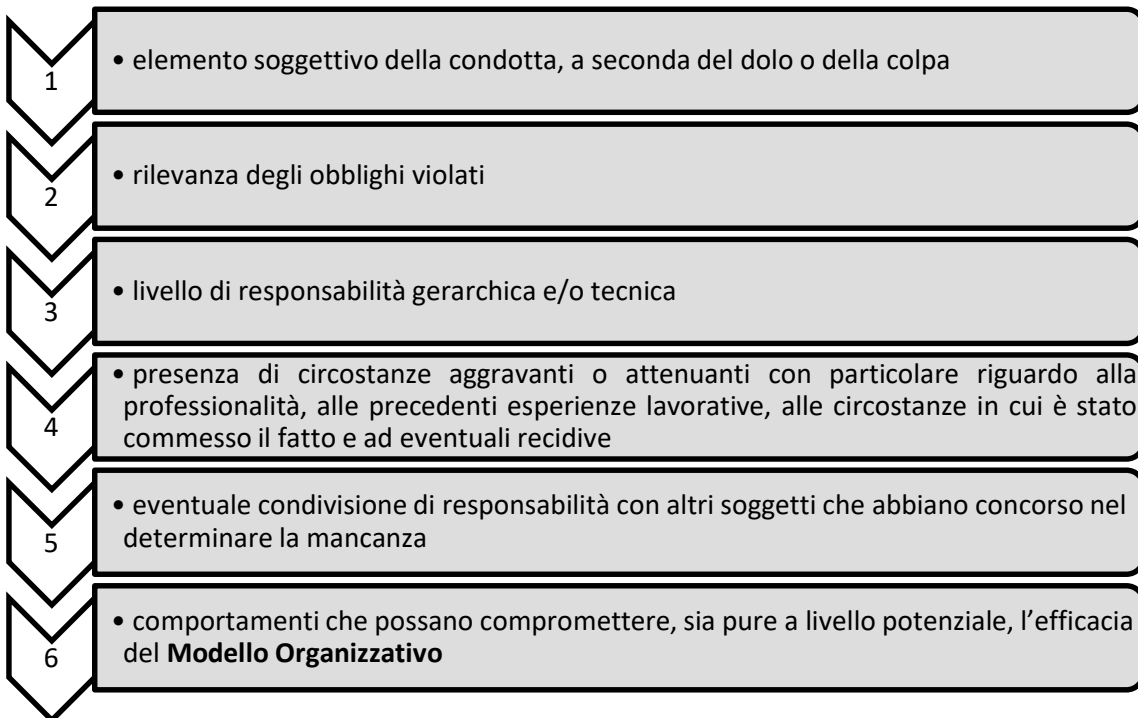 1
• elemento soggettivo della condotta, a seconda del dolo o della colpa
2
• rilevanza degli obblighi violati
3
• livello di responsabilità gerarchica e/o tecnica
4
• presenza di circostanze aggravanti o attenuanti con particolare riguardo alla
professionalità, alle precedenti esperienze lavorative, alle circostanze in cui è stato
commesso il fatto e ad eventuali recidive
5
• eventuale condivisione di responsabilità con altri soggetti che abbiano concorso nel
determinare la mancanza
6
• comportamenti che possano compromettere, sia pure a livello potenziale, l’efficacia
del Modello Organizzativo